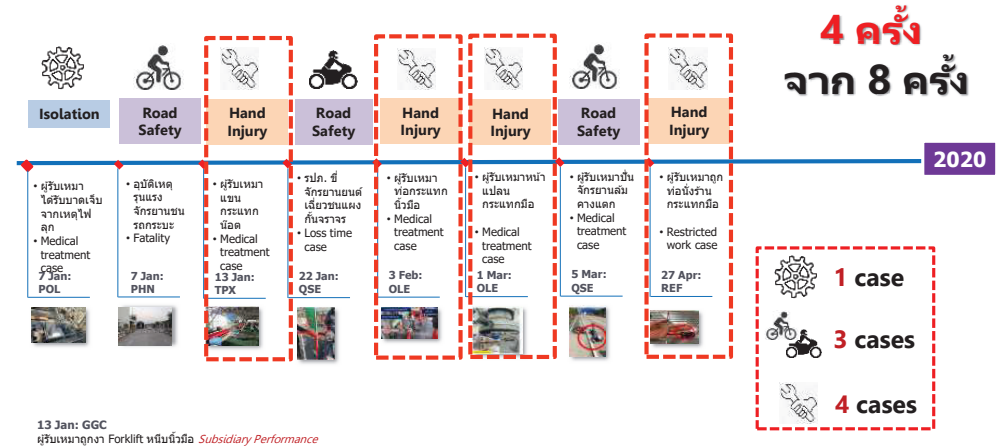 4 ครั้ง
จาก 8 ครั้ง
Isolation
Road
Safety
Hand
Injury
Road
Safety
Hand
Injury
Hand
Injury
Road
Safety
Hand
Injury
2020
• ผู้รับเหมา
ได้รับบาดเจ็บ
จากเหตุไฟ
ลุก
• Medical
treatment
case
7 Jan:
POL
• อุบัติเหตุ
รุนแรง
จักรยานชน
รถกระบะ
• Fatality
7 Jan:
PHN
• ผู้รับเหมา
แขน
กระแทก
น๊อต
• Medical
treatment
case
13 Jan:
TPX
• รปภ. ขี่
จักรยานยนต์
เฉี่ยวชนแผง
กั้นจราจร
• Loss time
case
22 Jan:
QSE
• ผู้รับเหมา
ท่อกระแทก
นิ้วมือ
• Medical
treatment
case
3 Feb:
OLE
• ผู้รับเหมาหน้า
แปลน
กระแทกมือ
• Medical
treatment
case
1 Mar:
OLE
• ผู้รับเหมาปั่น
จักรยานล้ม
คางแตก
• Medical
treatment
case
5 Mar:
QSE
• ผู้รับเหมาถูก
ท่อนั่งร้าน
กระแทกมือ
• Restricted
work case
27 Apr:
REF
1 case
3 cases
4 cases
13 Jan: GGC
ผู้รับเหมาถูกงา Forklift หนีบนิ้วมือ Subsidiary Performance